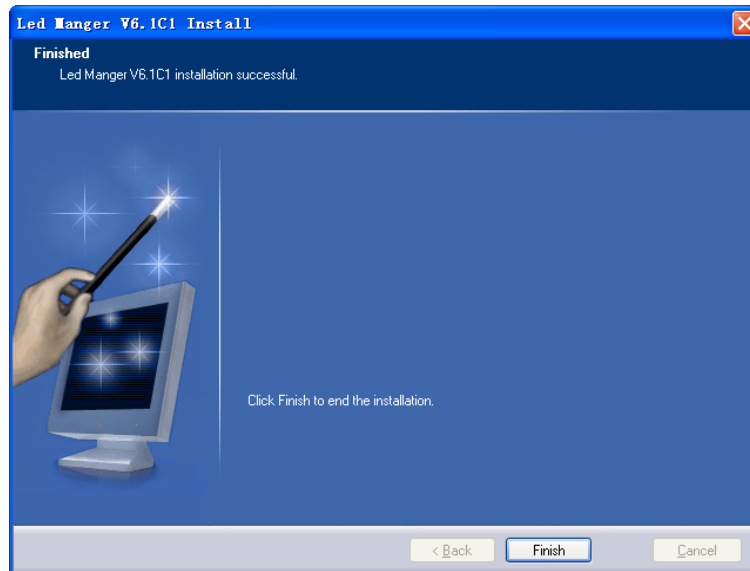 Led Manger V6.1C1 Install
Finished
Led Manger V6.1C1 installation successful.
Click Finish to end the installation.
< Back
Finish
Cancel